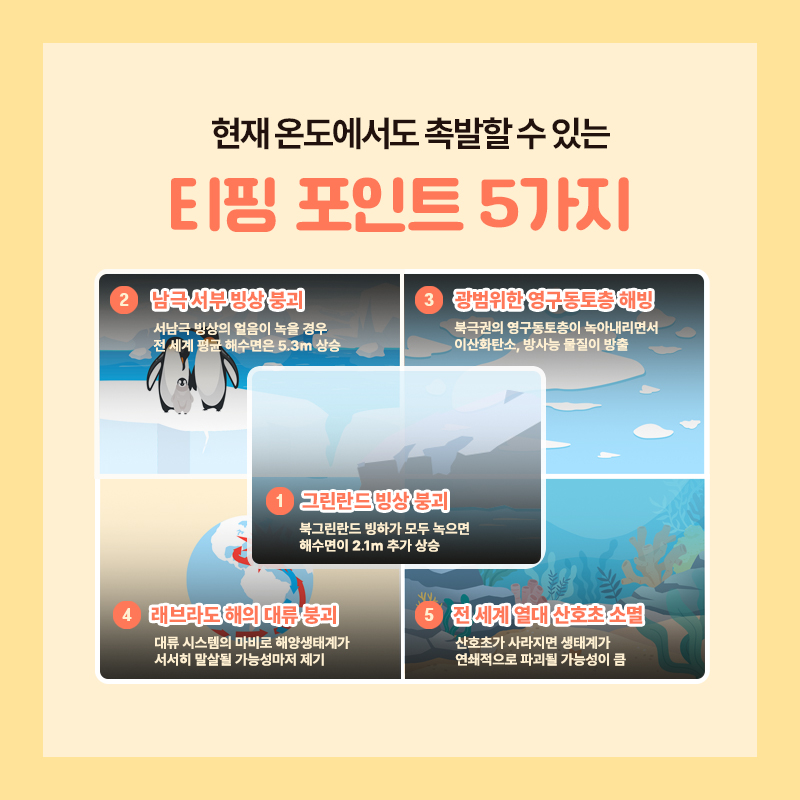 현재 온도에서도 촉발할 수 있는
티핑 포인트 5가지
2 남극 서부 빙상 붕괴
서남극 빙상의 얼음이 녹을 경우
전 세계 평균 해수면은 5.3m 상승
3 광범위한 영구동토층 해빙
북극권의 영구동토층이 녹아내리면서
이산화탄소, 방사능 물질이 방출
1 그린란드 빙상 붕괴
북그린란드 빙하가 모두 녹으면
해수면이 2.1m 추가 상승
4 래브라도 해의 대류 붕괴
대류 시스템의 마비로 해양생태계가
서서히 말살될 가능성마저 제기
5 전 세계 열대 산호초 소멸
산호초가 사라지면 생태계가
연쇄적으로 파괴될 가능성이 큼